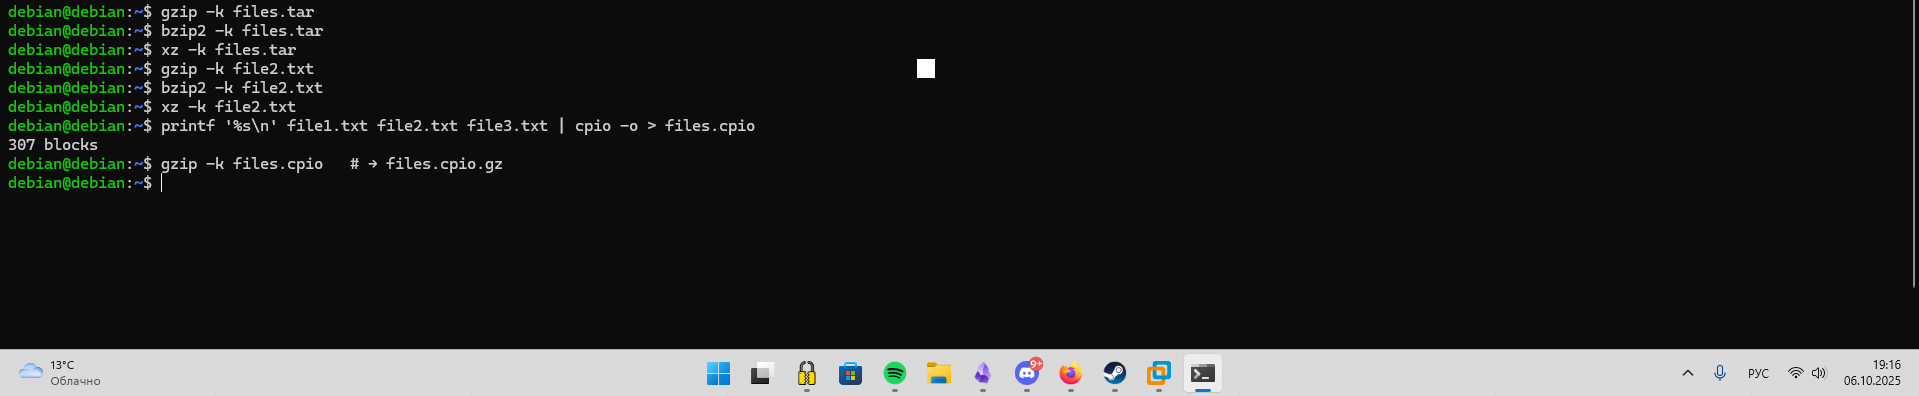 debian@debian:~$ gzip -k files.tar
debian@debian:~$ bzip2 -k files.tar
debian@debian:~$ xz -k files.tar
debian@debian:~$ gzip -k file2.txt
debian@debian:~$ bzip2 -k file2.txt
debian@debian:~$ xz -k file2.txt
debian@debian:~$ printf '%s\n' file1.txt file2.txt file3.txt | cpio -o > files.cpio
307 blocks
debian@debian:~$ gzip -k files.cpio   # → files.cpio.gz
debian@debian:~$
13°C
Облачно
9+
РУС
19:16
06.10.2025